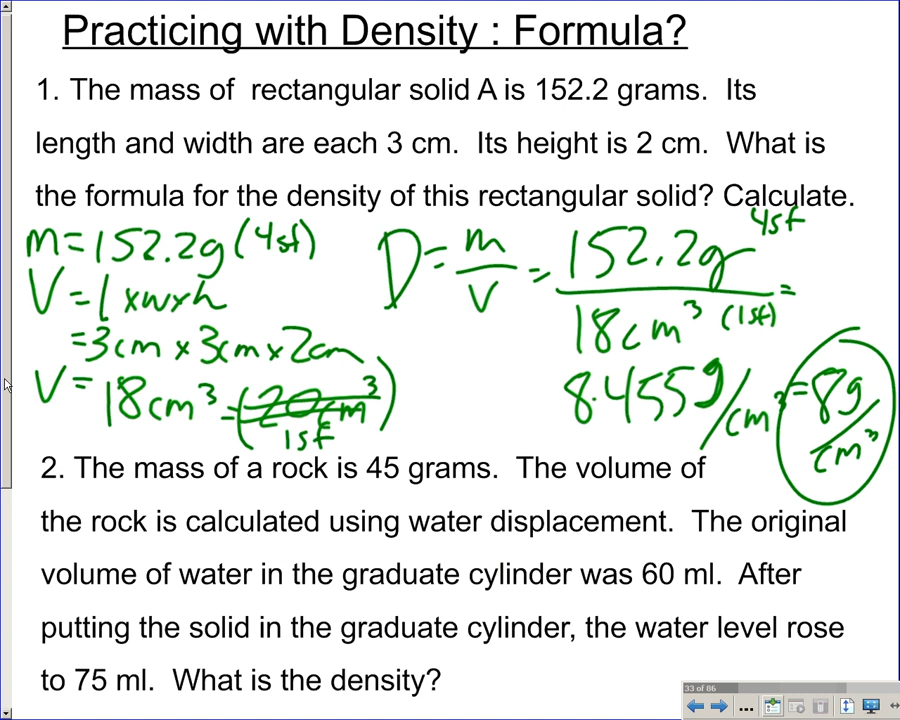 Practicing with Density : Formula?
1. The mass of rectangular solid A is 152.2 grams. Its
length and width are each 3 cm. Its height is 2 cm. What is
the formula for the density of this rectangular solid? Calculate.
m = 152.2g (4sf)
V = l x w x h
= 3cm x 3cm x 2cm
V = 18cm³ = (20cm³)
1sf
D = m/V = 152.2g 4sf / 18cm³ (1sf) =
8.455g/cm³ = 8g/cm³
2. The mass of a rock is 45 grams. The volume of
the rock is calculated using water displacement. The original
volume of water in the graduate cylinder was 60 ml. After
putting the solid in the graduate cylinder, the water level rose
to 75 ml. What is the density?
33 of 86